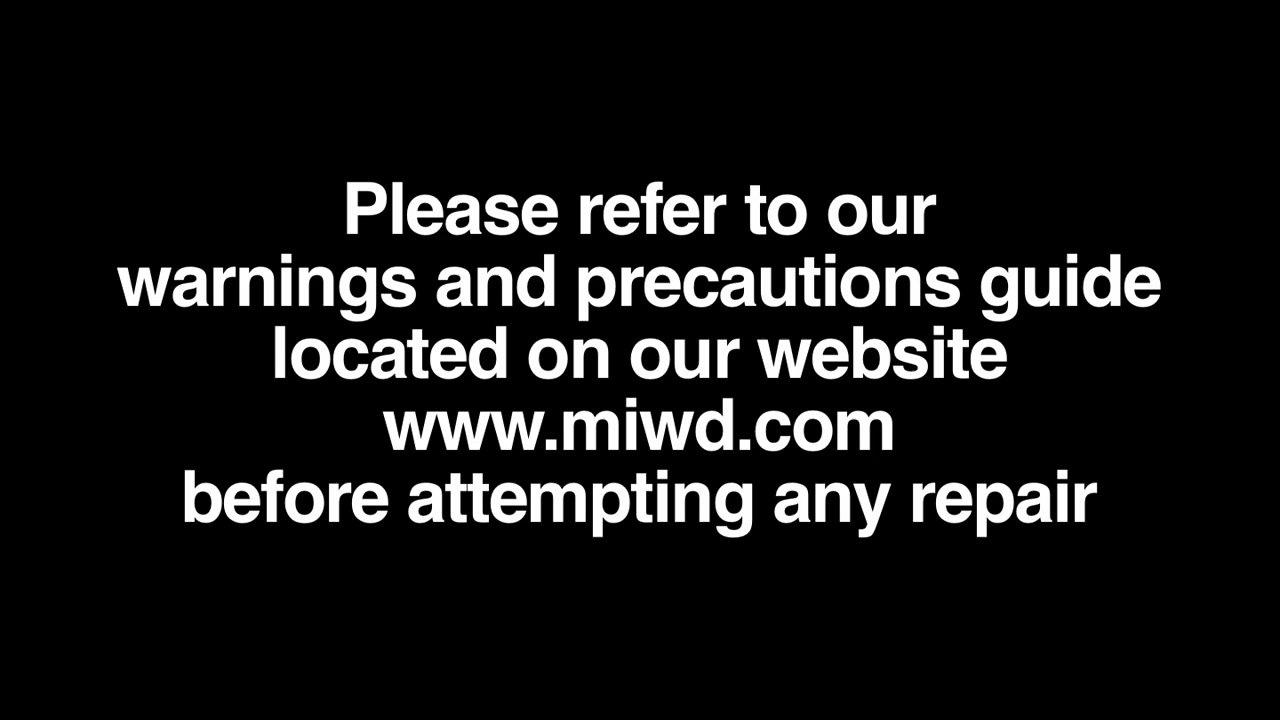 Please refer to our
warnings and precautions guide
located on our website
www.miwd.com
before attempting any repair